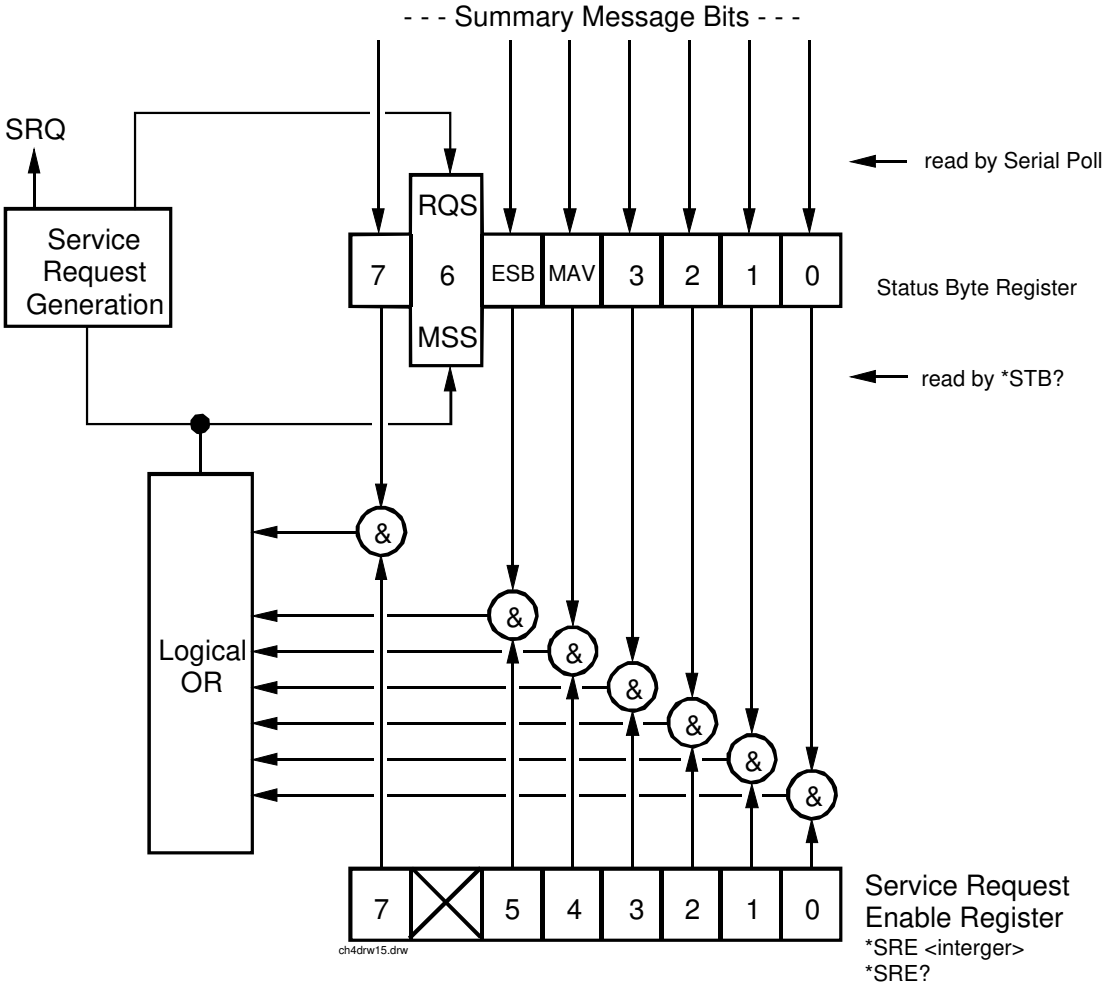 - - - Summary Message Bits - - -
SRQ
read by Serial Poll
RQS
Service
Request
Generation
7 6 ESB MAV 3 2 1 0
Status Byte Register
MSS
read by *STB?
&
&
Logical
OR
&
&
&
&
&
7 5 4 3 2 1 0
Service Request
Enable Register
*SRE <interger>
*SRE?
ch4drw15.drw